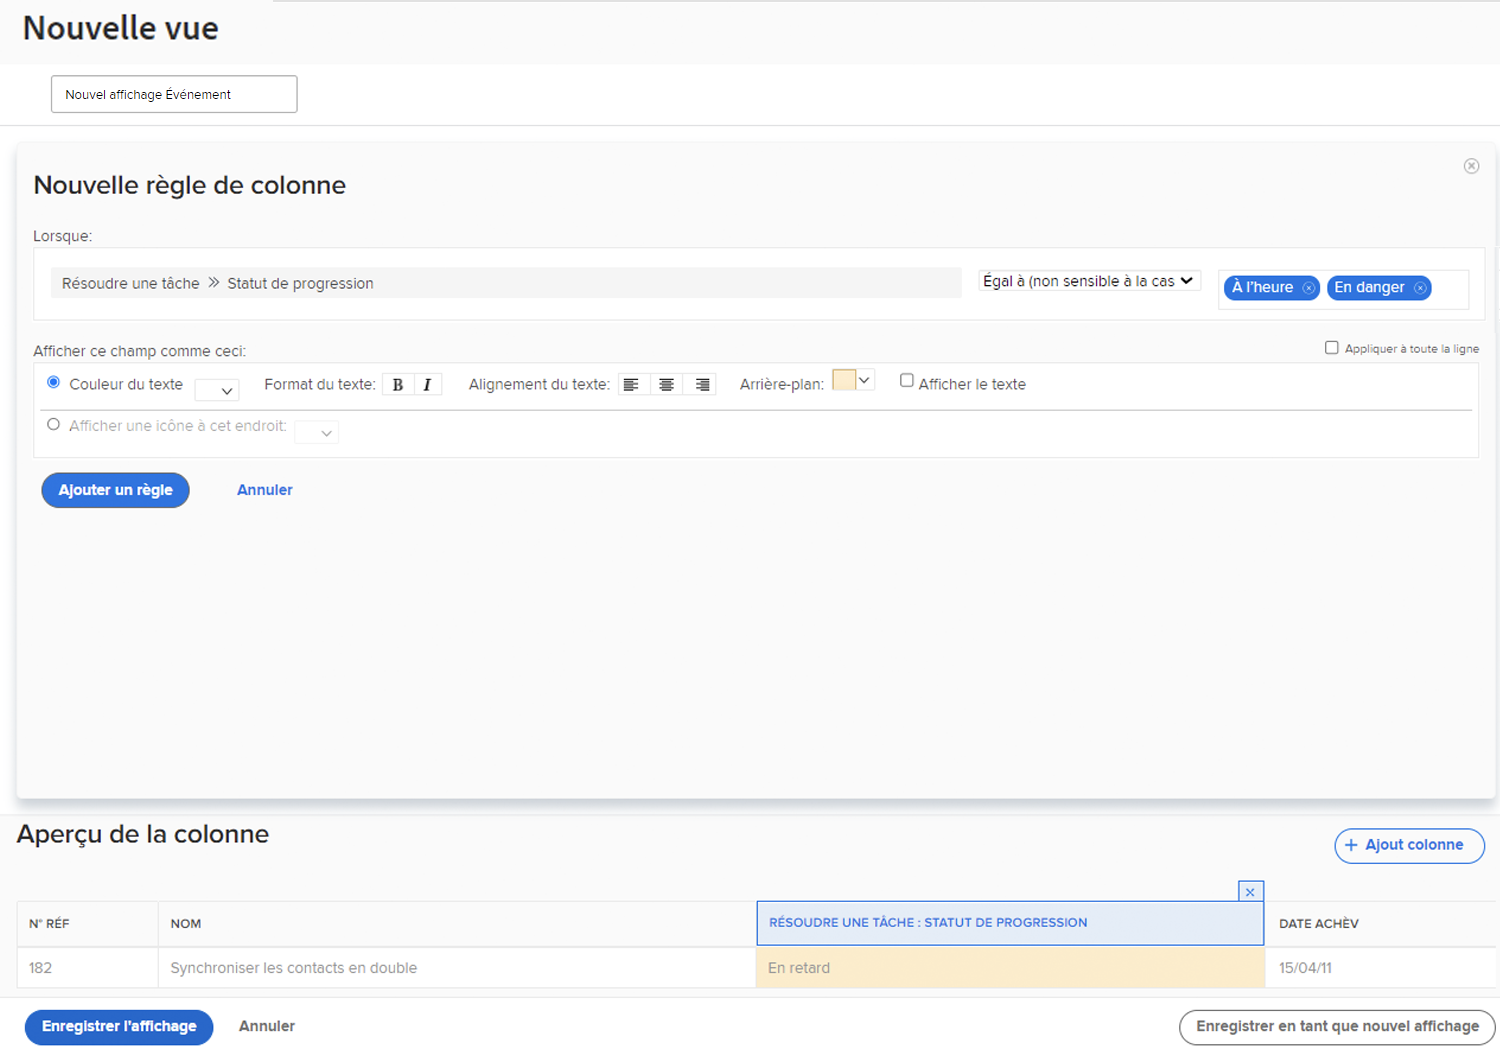 Nouvelle vue
Nouvel affichage Événement
Nouvelle règle de colonne
Lorsque:
Résoudre une tâche >> Statut de progression
Égal à (non sensible à la cas
À l'heure
En danger
Afficher ce champ comme ceci:
Appliquer à toute la ligne
Couleur du texte
Format du texte: B I
Alignement du texte:
Arrière-plan:
Afficher le texte
Afficher une icône à cet endroit:
Ajouter un règle
Annuler
Aperçu de la colonne
+ Ajout colonne
N° RÉF
NOM
RÉSOUDRE UNE TÂCHE : STATUT DE PROGRESSION
DATE ACHÈV
182
Synchroniser les contacts en double
En retard
15/04/11
Enregistrer l'affichage
Annuler
Enregistrer en tant que nouvel affichage